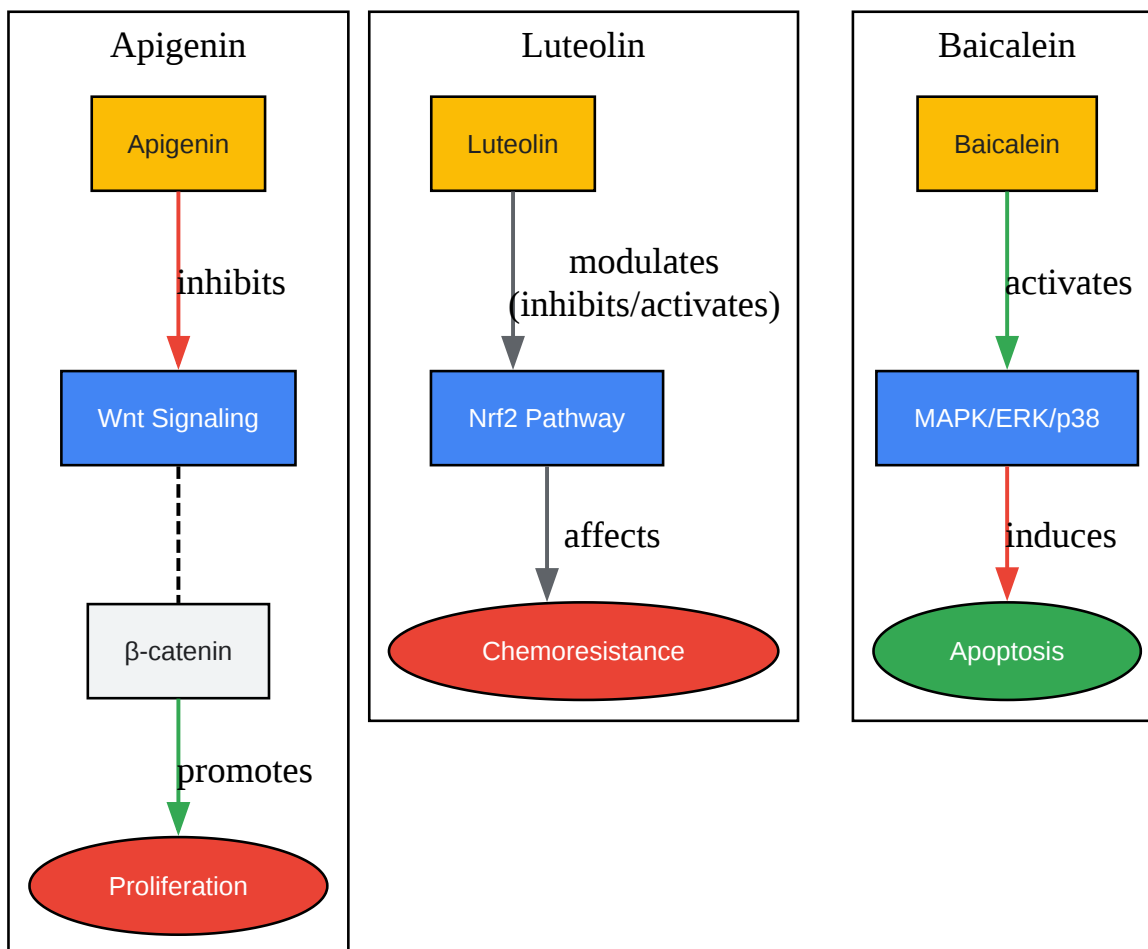 Apigenin
Apigenin
inhibits
Wnt Signaling
β-catenin
promotes
Proliferation
Luteolin
Luteolin
modulates
(inhibits/activates)
Nrf2 Pathway
affects
Chemoresistance
Baicalein
Baicalein
activates
MAPK/ERK/p38
induces
Apoptosis